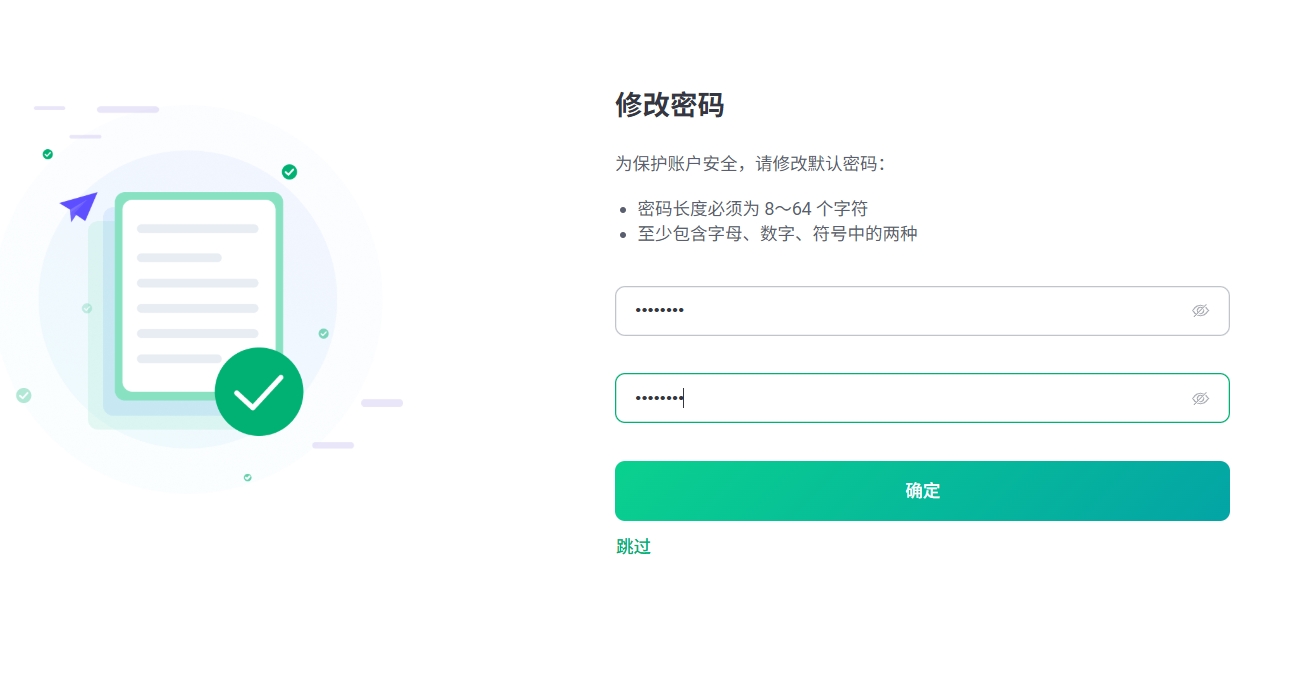 修改密码
为保护账户安全，请修改默认密码：
密码长度必须为 8～64 个字符
至少包含字母、数字、符号中的两种
••••••••
••••••••
确定
跳过